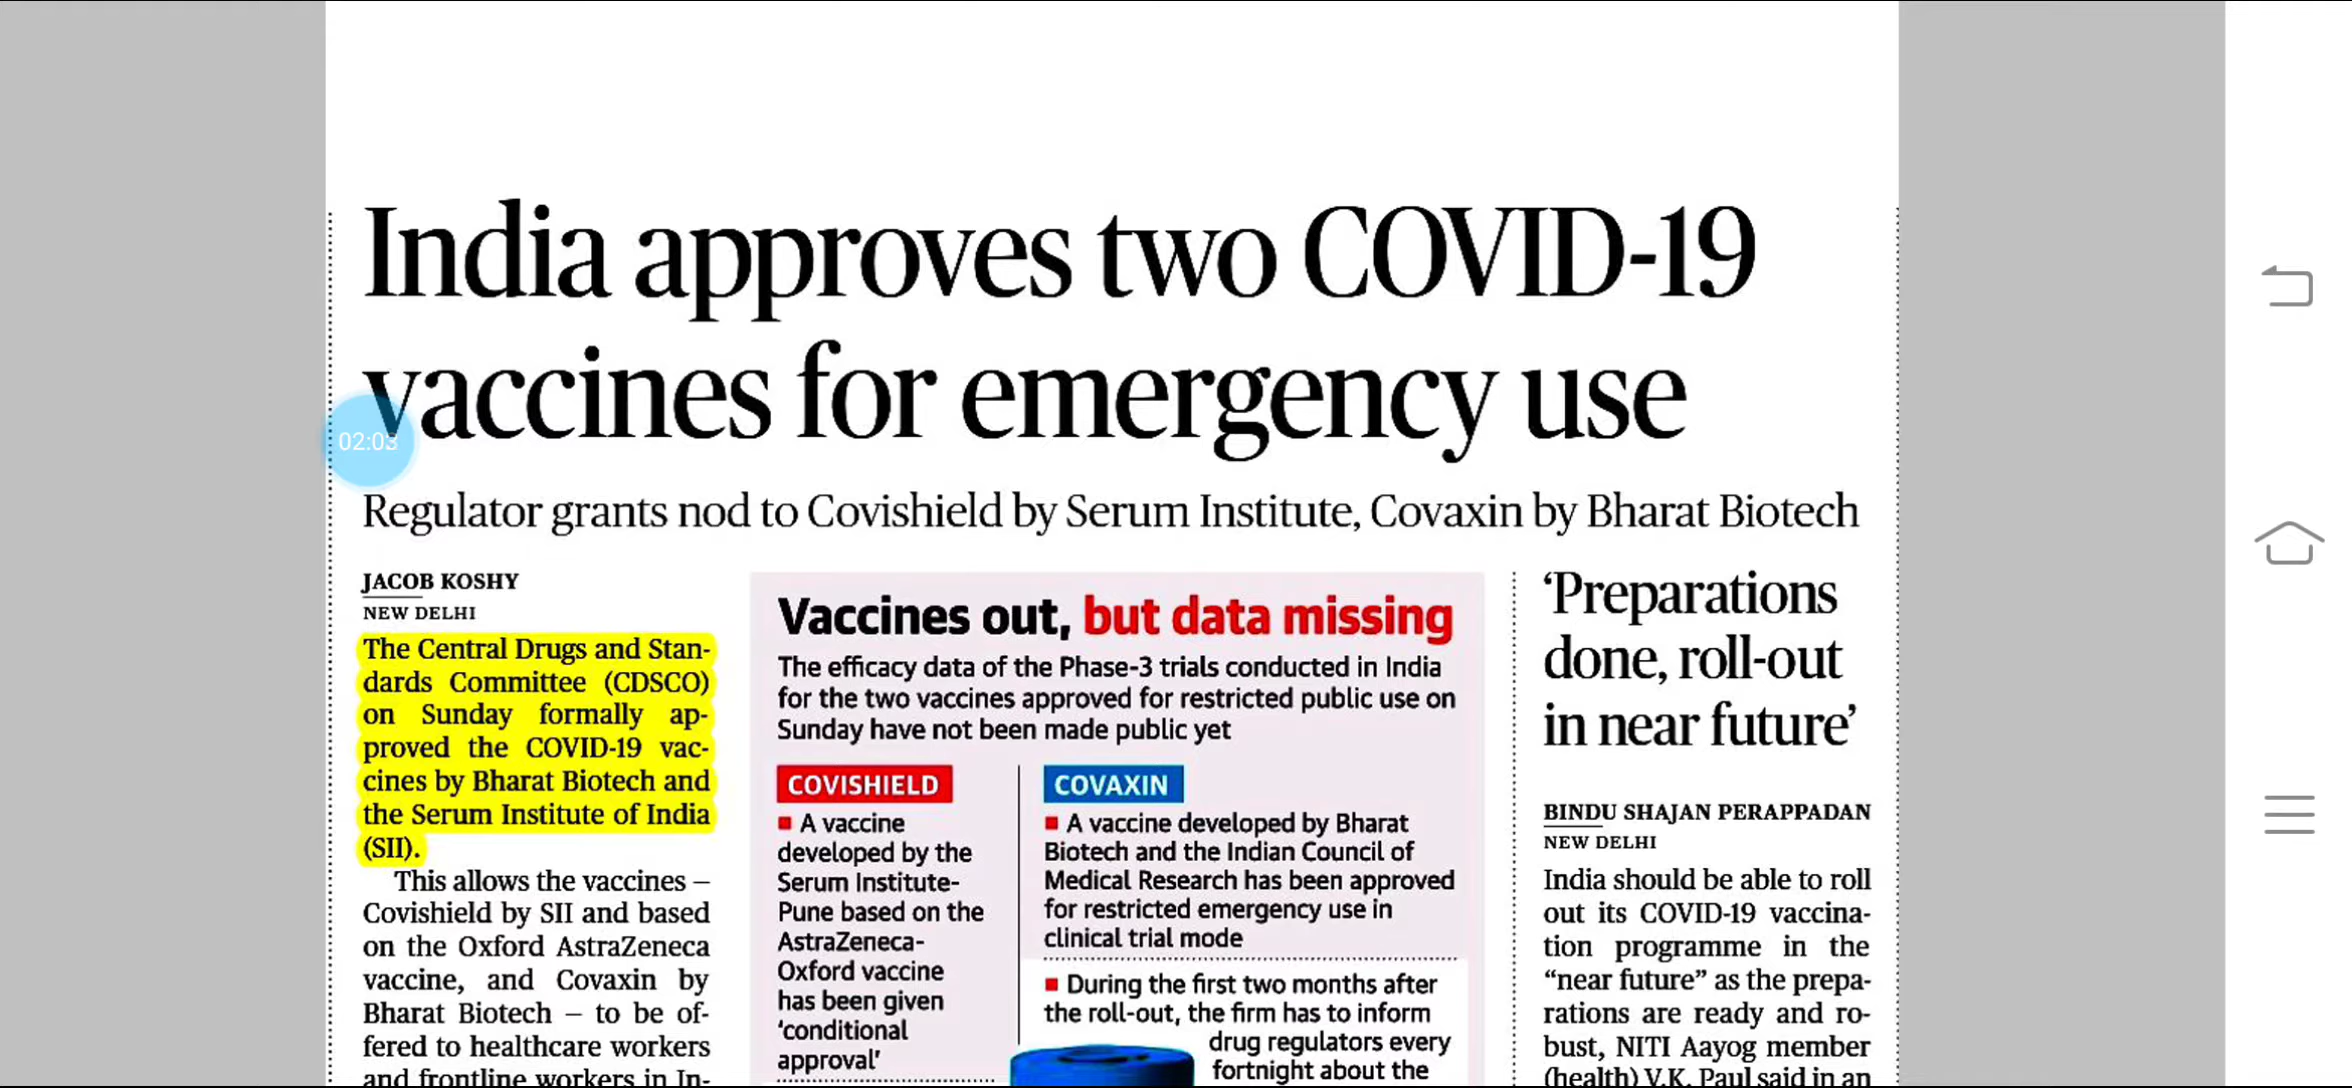 India approves two COVID-19
vaccines for emergency use
02:03
Regulator grants nod to Covishield by Serum Institute, Covaxin by Bharat Biotech
JACOB KOSHY
NEW DELHI
The Central Drugs and Stan-
dards Committee (CDSCO)
on Sunday formally ap-
proved the COVID-19 vac-
cines by Bharat Biotech and
the Serum Institute of India
(SII).
This allows the vaccines –
Covishield by SII and based
on the Oxford AstraZeneca
vaccine, and Covaxin by
Bharat Biotech – to be of-
fered to healthcare workers
and frontline workers in In-
Vaccines out, but data missing
The efficacy data of the Phase-3 trials conducted in India
for the two vaccines approved for restricted public use on
Sunday have not been made public yet
COVISHIELD
A vaccine
developed by the
Serum Institute-
Pune based on the
AstraZeneca-
Oxford vaccine
has been given
‘conditional
approval’
COVAXIN
A vaccine developed by Bharat
Biotech and the Indian Council of
Medical Research has been approved
for restricted emergency use in
clinical trial mode
During the first two months after
the roll-out, the firm has to inform
drug regulators every
fortnight about the
‘Preparations
done, roll-out
in near future’
BINDU SHAJAN PERAPPADAN
NEW DELHI
India should be able to roll
out its COVID-19 vaccina-
tion programme in the
“near future” as the prepa-
rations are ready and ro-
bust, NITI Aayog member
(health) V.K. Paul said in an